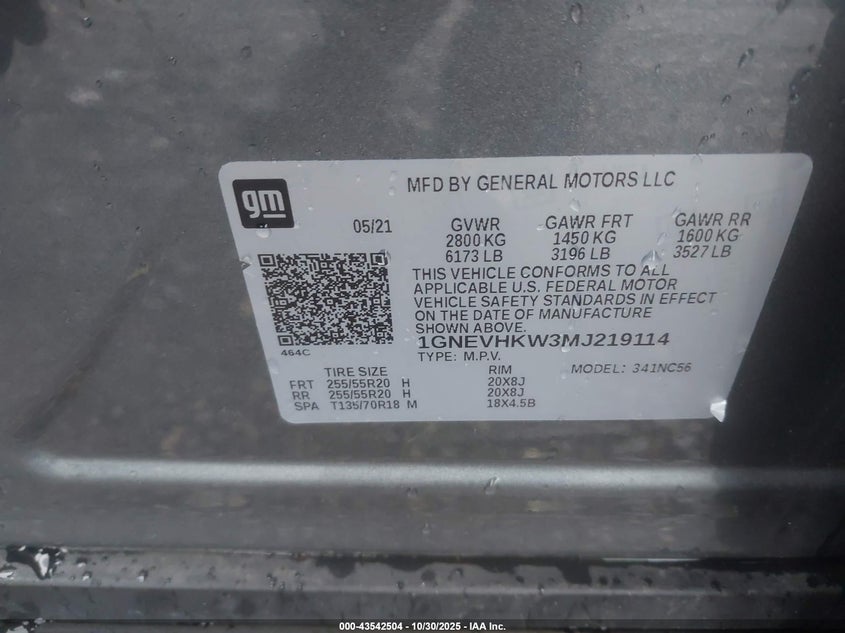 gm
MFD BY GENERAL MOTORS LLC
05/21 GVWR GAWR FRT GAWR RR
2800 KG 1450 KG 1600 KG
6173 LB 3196 LB 3527 LB
THIS VEHICLE CONFORMS TO ALL
APPLICABLE U.S. FEDERAL MOTOR
VEHICLE SAFETY STANDARDS IN EFFECT
ON THE DATE OF MANUFACTURE
SHOWN ABOVE.
1GNEVHKW3MJ219114
464C
TYPE: M.P.V. MODEL: 341NC56
TIRE SIZE RIM
FRT 255/55R20 H 20X8J
RR 255/55R20 H 20X8J
SPA T135/70R18 M 18X4.5B
000-43542504 - 10/30/2025 - IAA Inc.